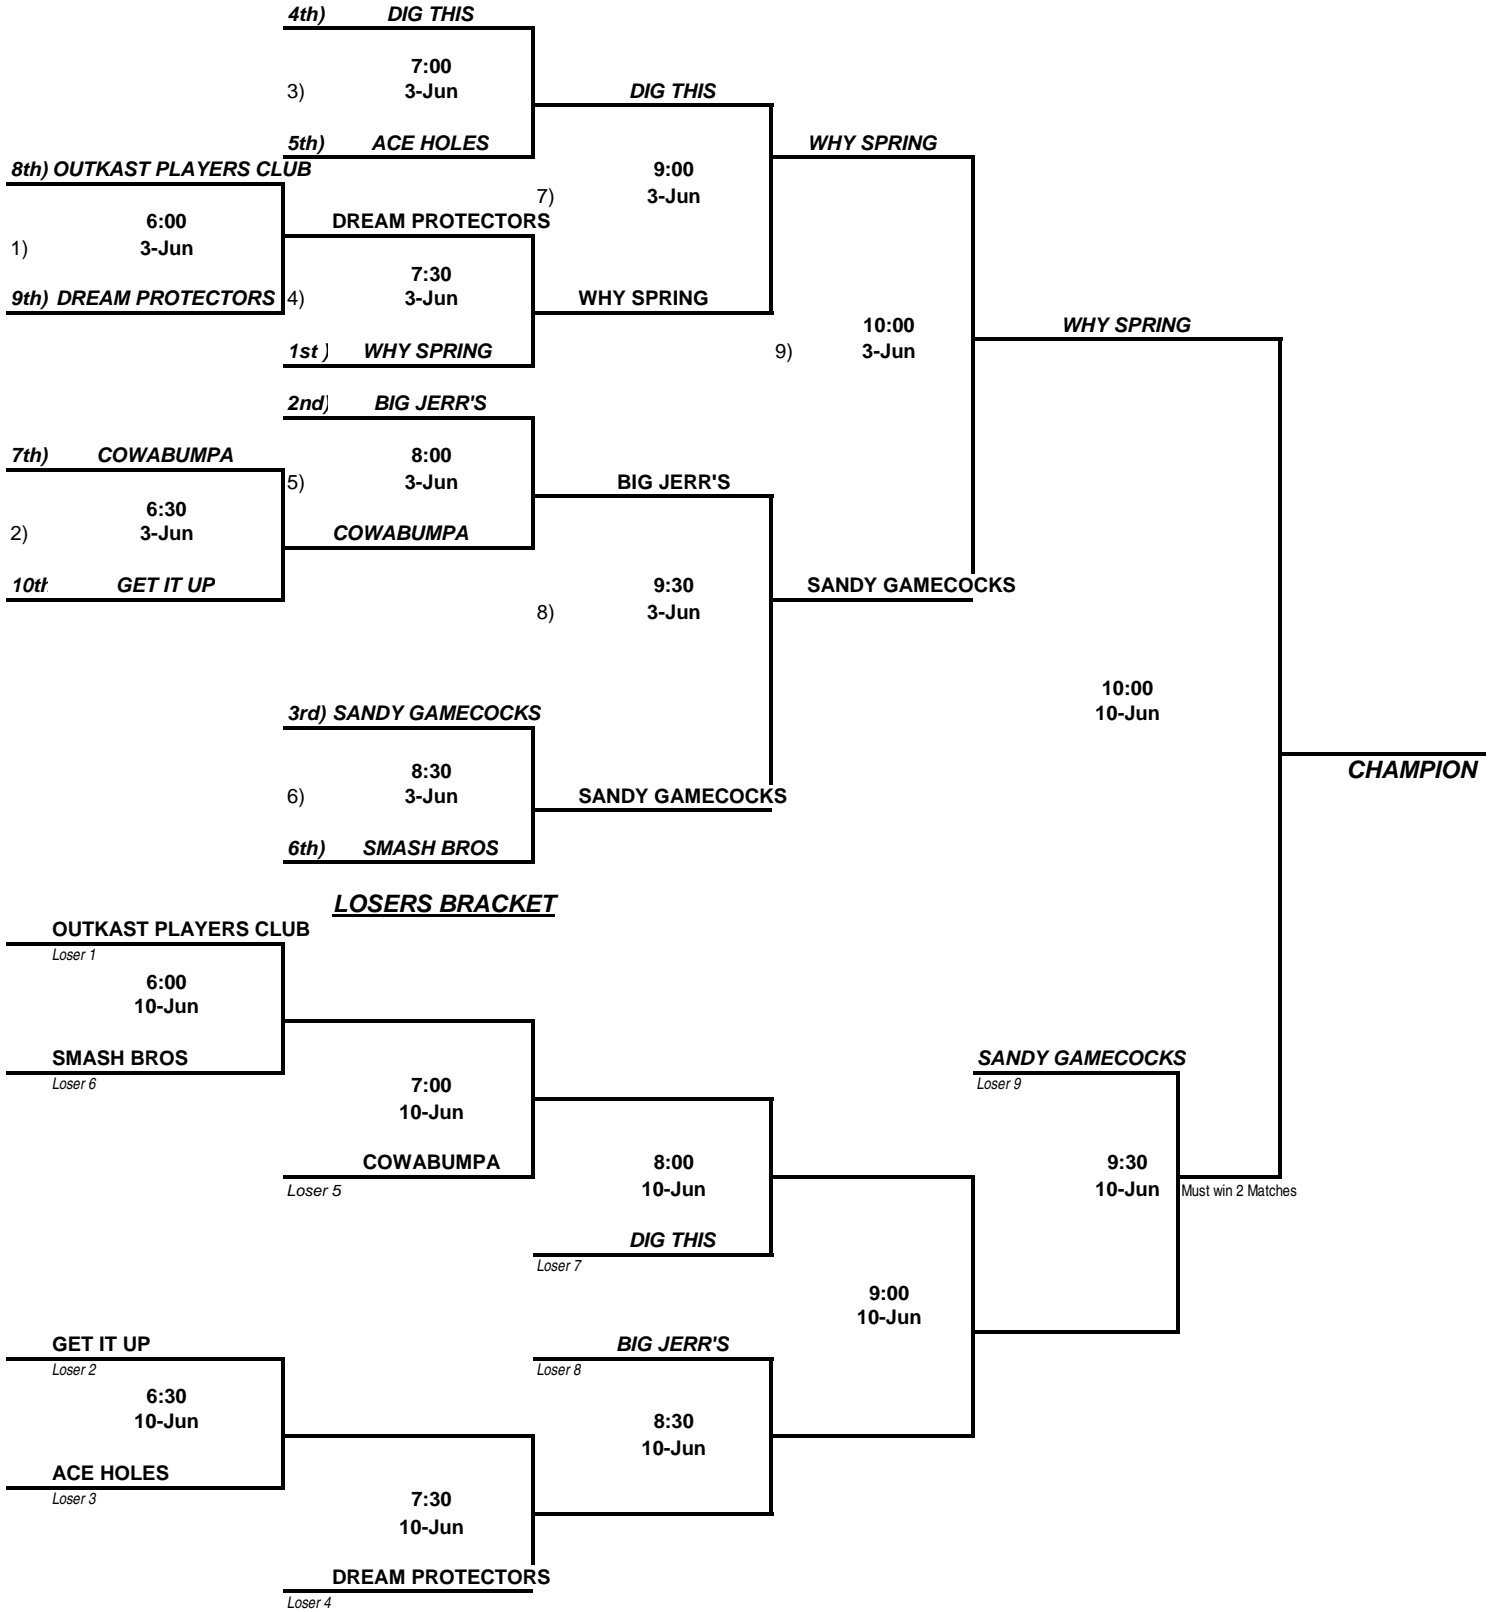 4th) DIG THIS
7:00
3) 3-Jun
DIG THIS
5th) ACE HOLES
WHY SPRING
8th) OUTKAST PLAYERS CLUB
9:00
7) 3-Jun
6:00
DREAM PROTECTORS
1) 3-Jun
7:30
9th) DREAM PROTECTORS
4) 3-Jun
WHY SPRING
10:00
WHY SPRING
1st ) WHY SPRING
9) 3-Jun
2nd) BIG JERR'S
7th) COWABUMPA
8:00
5) 3-Jun
BIG JERR'S
6:30
2) 3-Jun
COWABUMPA
10th GET IT UP
9:30
SANDY GAMECOCKS
8) 3-Jun
10:00
10-Jun
3rd) SANDY GAMECOCKS
CHAMPION
8:30
6) 3-Jun
SANDY GAMECOCKS
6th) SMASH BROS
LOSERS BRACKET
OUTKAST PLAYERS CLUB
Loser 1
6:00
10-Jun
SMASH BROS
SANDY GAMECOCKS
Loser 6
Loser 9
7:00
10-Jun
COWABUMPA
8:00
9:30
Loser 5
10-Jun
10-Jun
Must win 2 Matches
DIG THIS
Loser 7
9:00
10-Jun
GET IT UP
BIG JERR'S
Loser 2
Loser 8
6:30
10-Jun
8:30
10-Jun
ACE HOLES
Loser 3
7:30
10-Jun
DREAM PROTECTORS
Loser 4